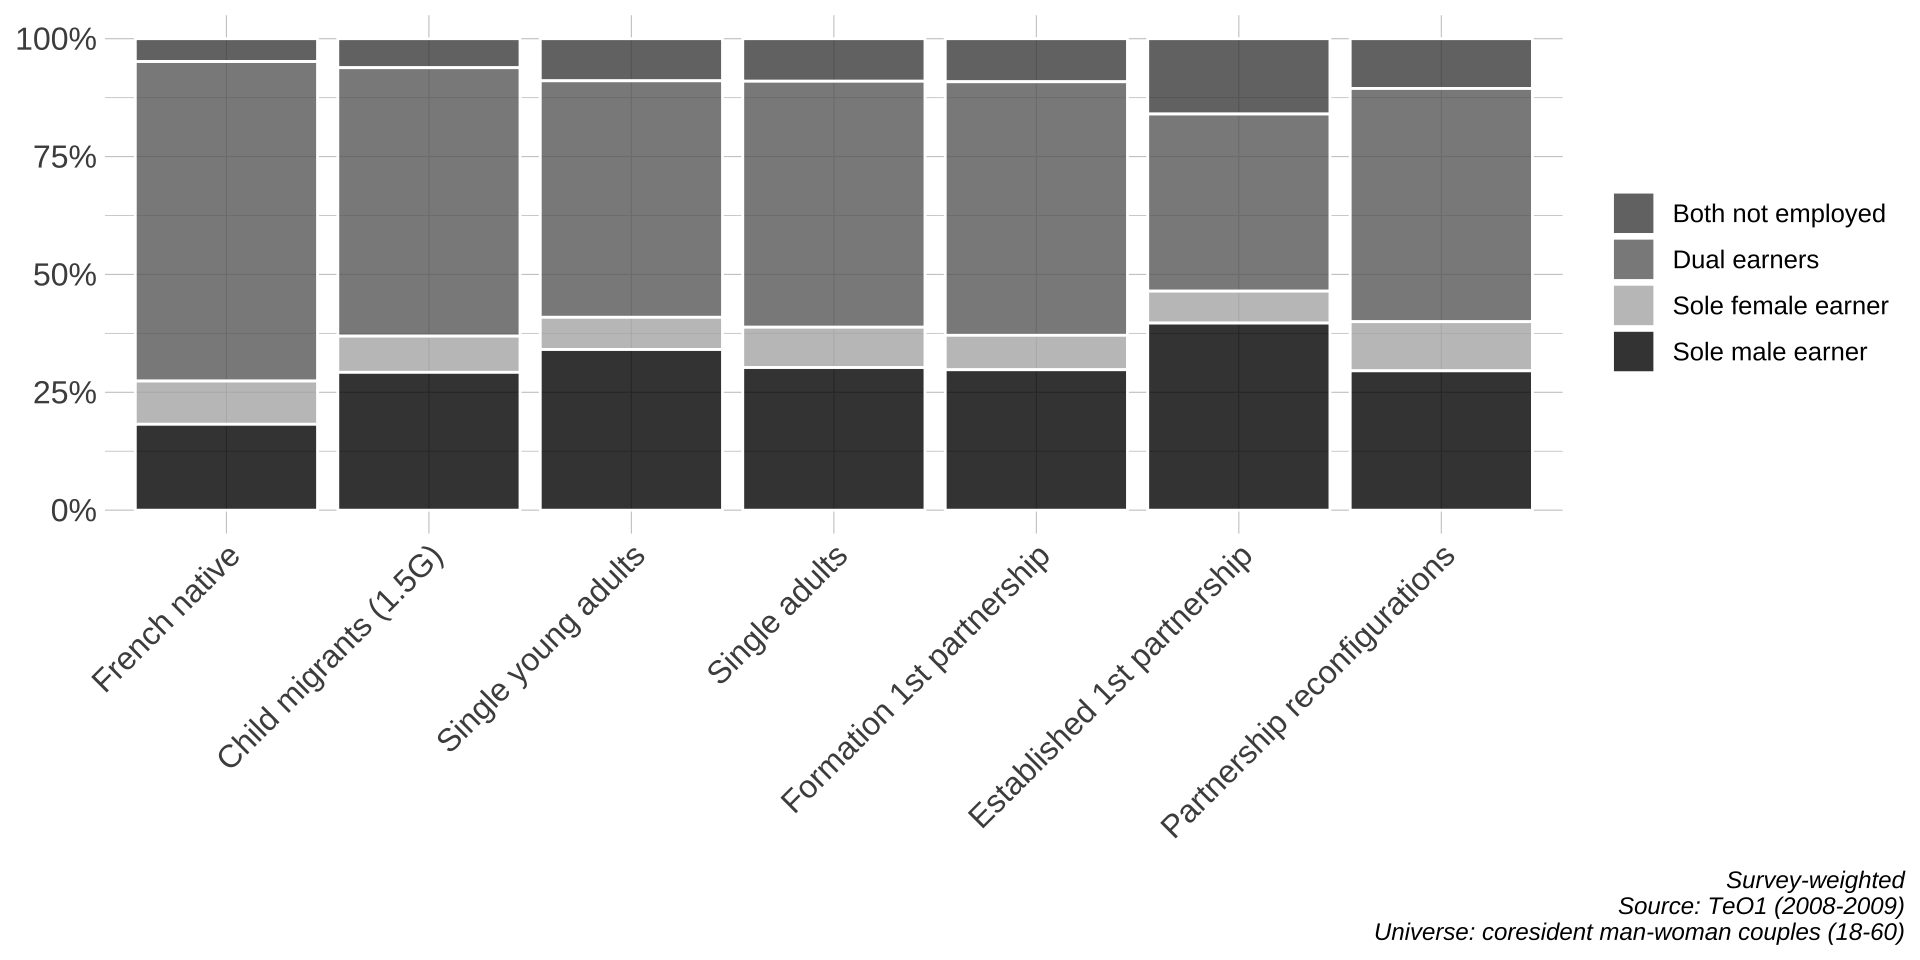 100%
75%
50%
25%
0%
French native
Child migrants (1.5G)
Single young adults
Single adults
Formation 1st partnership
Established 1st partnership
Partnership reconfigurations
Both not employed
Dual earners
Sole female earner
Sole male earner
Survey-weighted
Source: TeO1 (2008-2009)
Universe: coresident man-woman couples (18-60)